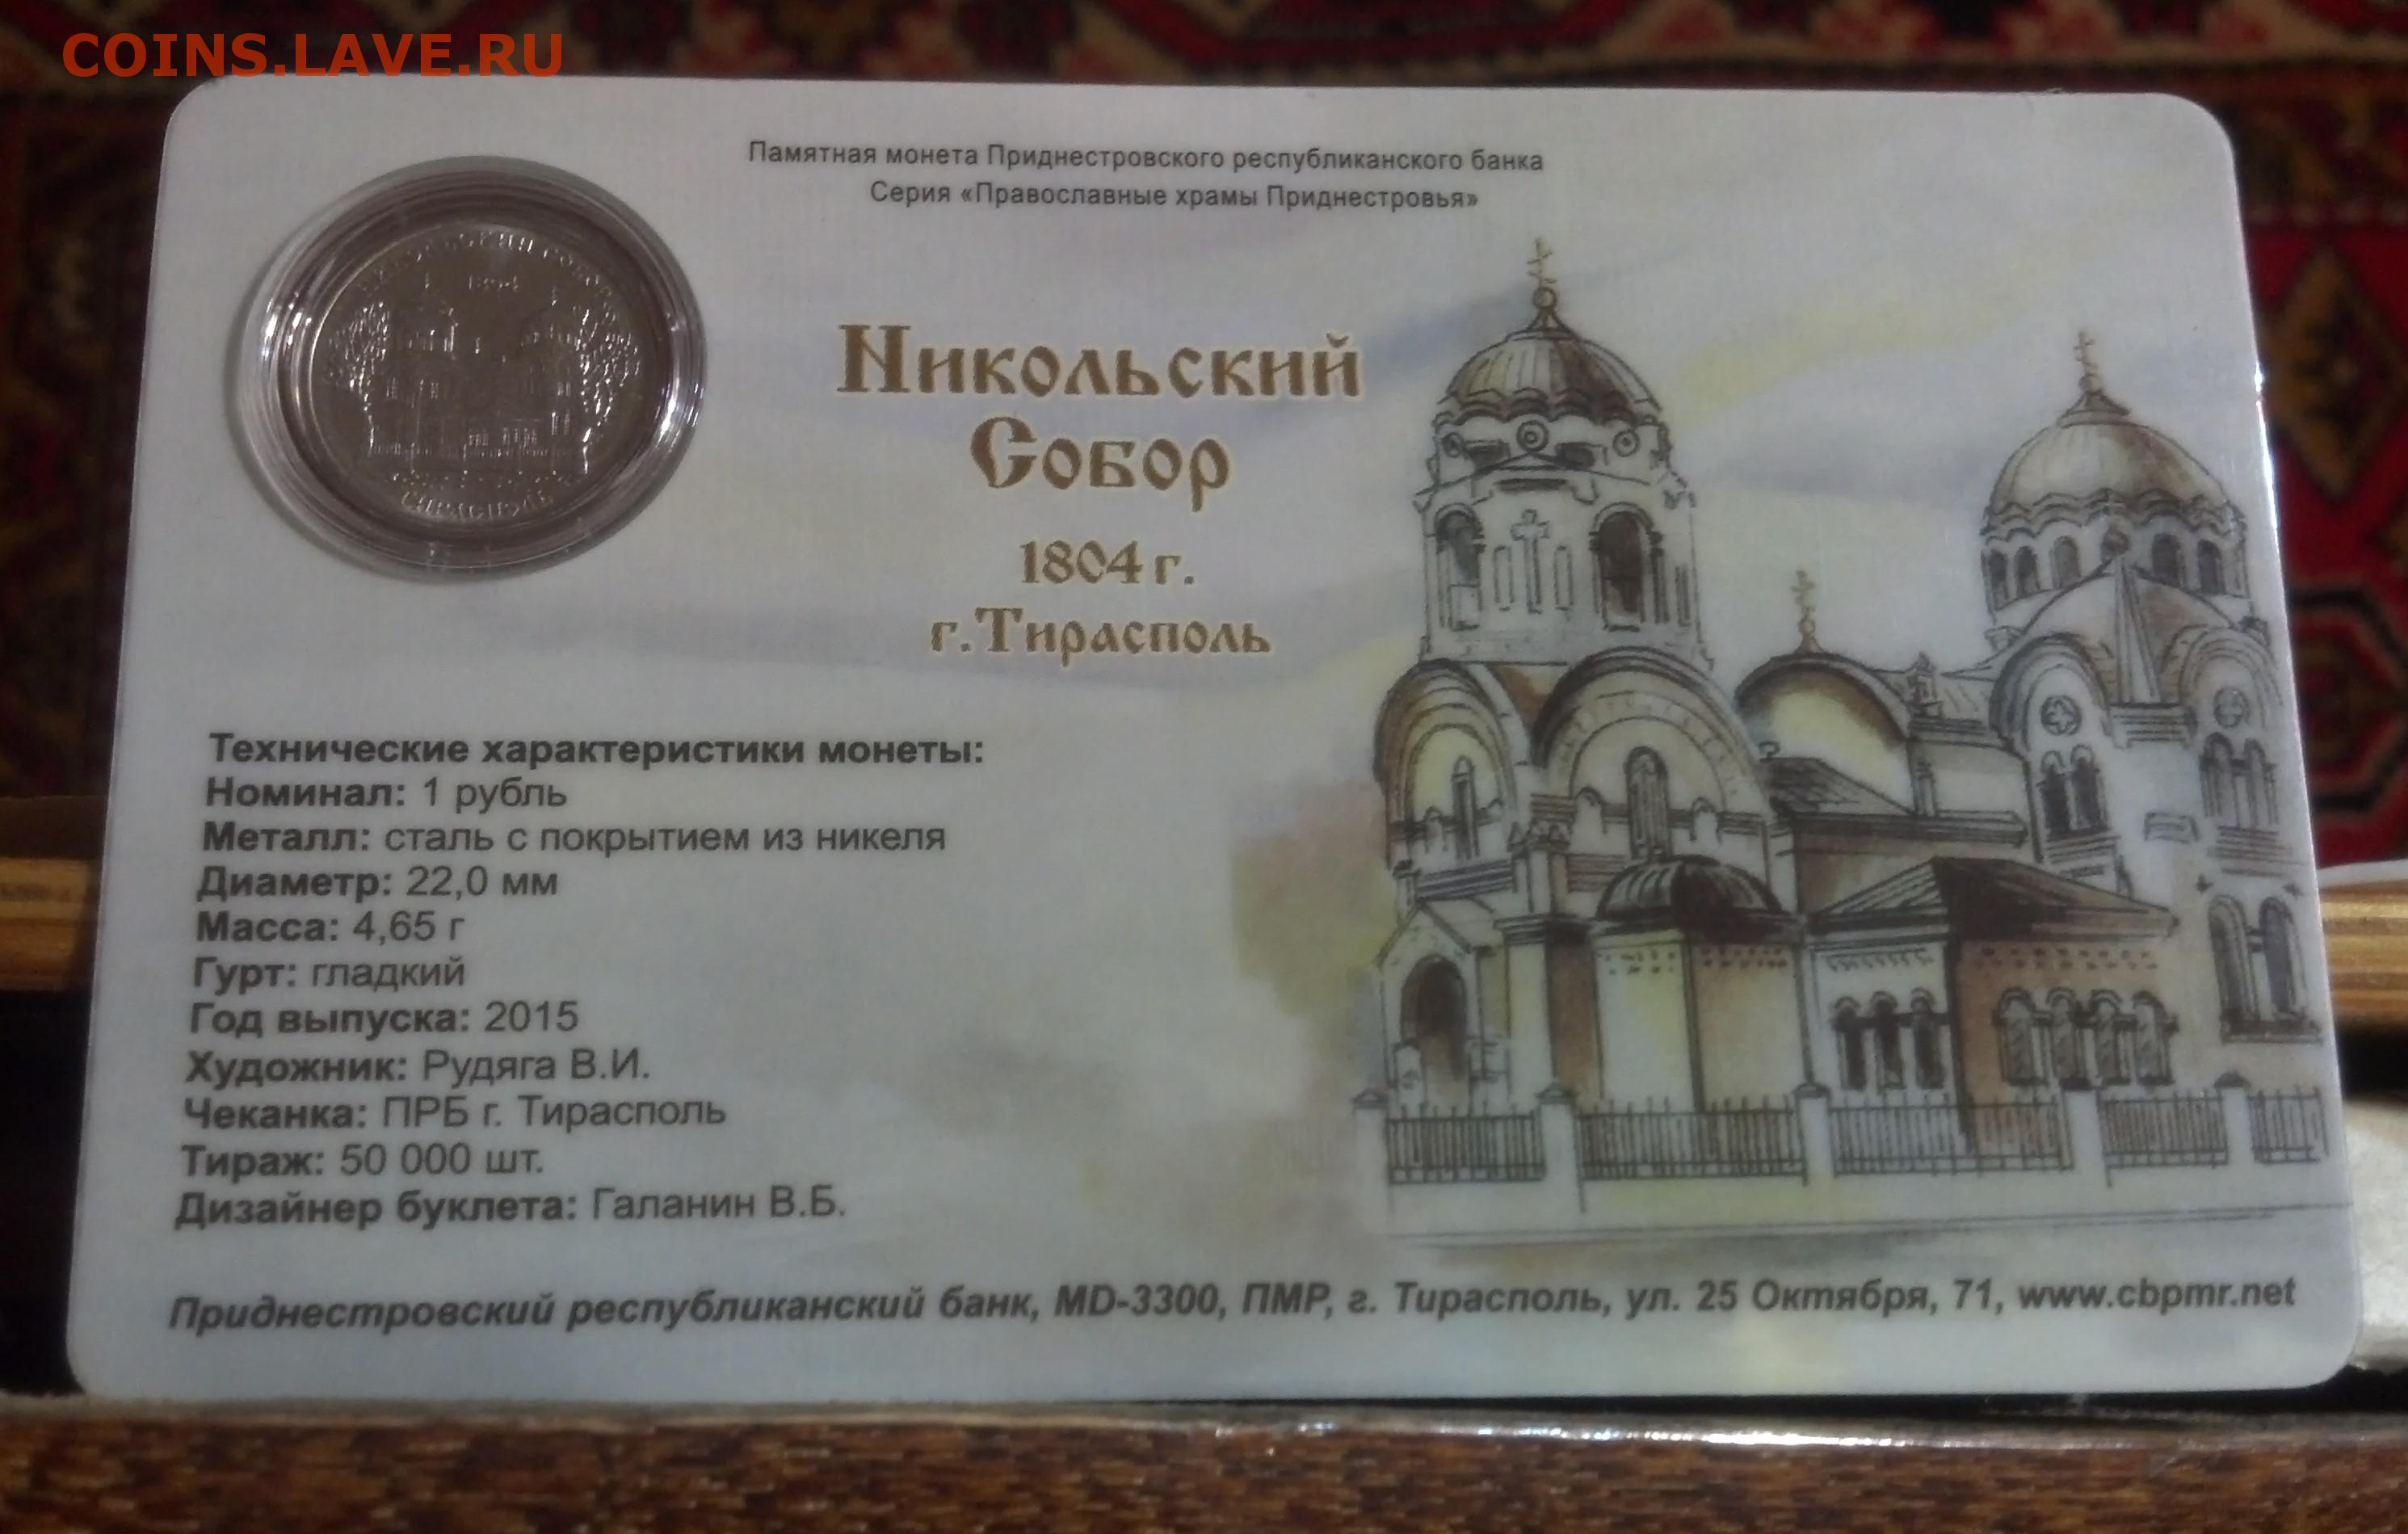 COINS.LAVE.RU
Памятная монета Приднестровского республиканского банка
Серия «Православные храмы Приднестровья»
Никольский
Собор
1804 г.
г.Тирасполь
Технические характеристики монеты:
Номинал: 1 рубль
Металл: сталь с покрытием из никеля
Диаметр: 22,0 мм
Масса: 4,65 г
Гурт: гладкий
Год выпуска: 2015
Художник: Рудяга В.И.
Чеканка: ПРБ г. Тирасполь
Тираж: 50 000 шт.
Дизайнер буклета: Галанин В.Б.
Приднестровский республиканский банк, MD-3300, ПМР, г. Тирасполь, ул. 25 Октября, 71, www.cbpmr.net